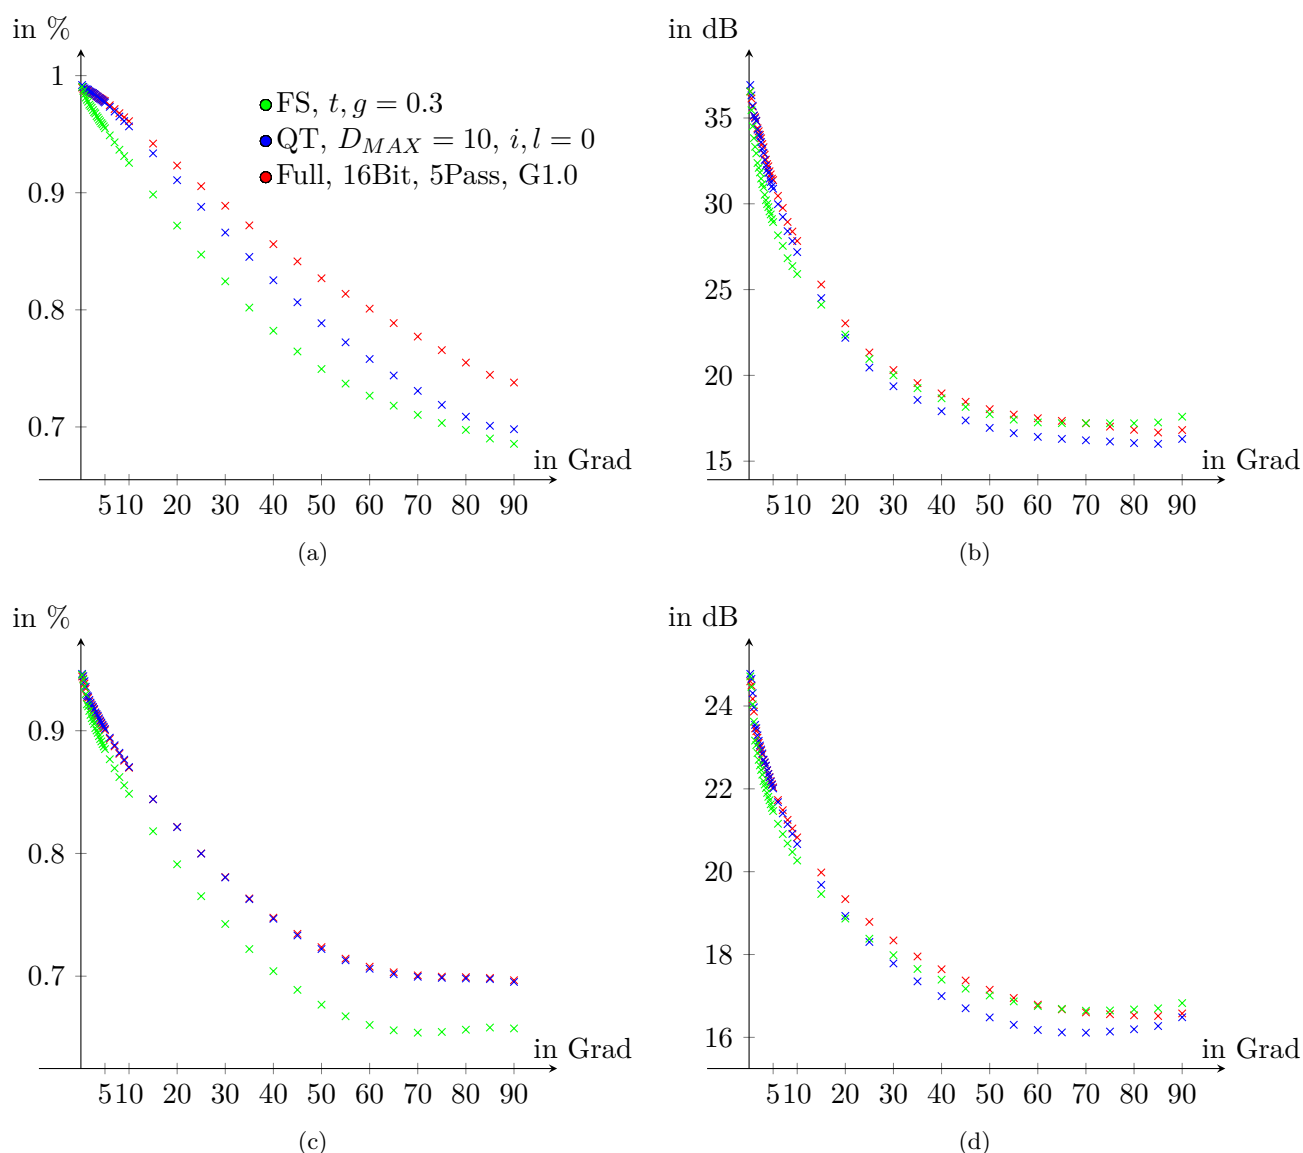 in %
1
0.9
0.8
0.7
FS, t, g = 0.3
QT, D_MAX = 10, i, l = 0
Full, 16Bit, 5Pass, G1.0
in Grad
5 10 20 30 40 50 60 70 80 90
(a)
in dB
35
30
25
20
15
in Grad
5 10 20 30 40 50 60 70 80 90
(b)
in %
0.9
0.8
0.7
in Grad
5 10 20 30 40 50 60 70 80 90
(c)
in dB
24
22
20
18
16
in Grad
5 10 20 30 40 50 60 70 80 90
(d)